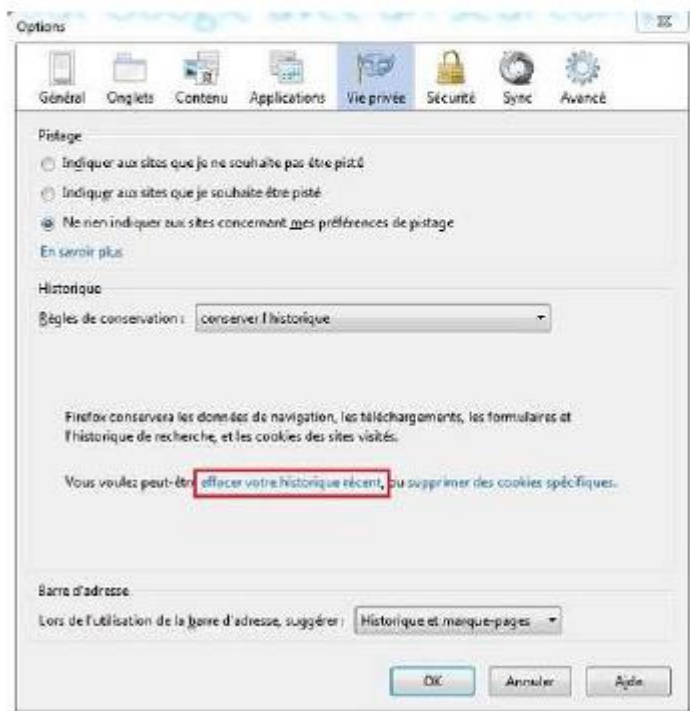 Options
Général Onglets Contenu Applications Vie privée Sécurité Sync Avancé
Pistage
Indiquer aux sites que je ne souhaite pas être pisté
Indiquer aux sites que je souhaite être pisté
Ne rien indiquer aux sites concernant mes préférences de pistage
En savoir plus
Historique
Règles de conservation : conserver l'historique
Firefox conservera les données de navigation, les téléchargements, les formulaires et
l'historique de recherche, et les cookies des sites visités.
Vous voulez peut-être effacer votre historique récent, ou supprimer des cookies spécifiques.
Barre d'adresse
Lors de l'utilisation de la barre d'adresse, suggérer : Historique et marque-pages
OK Annuler Aide